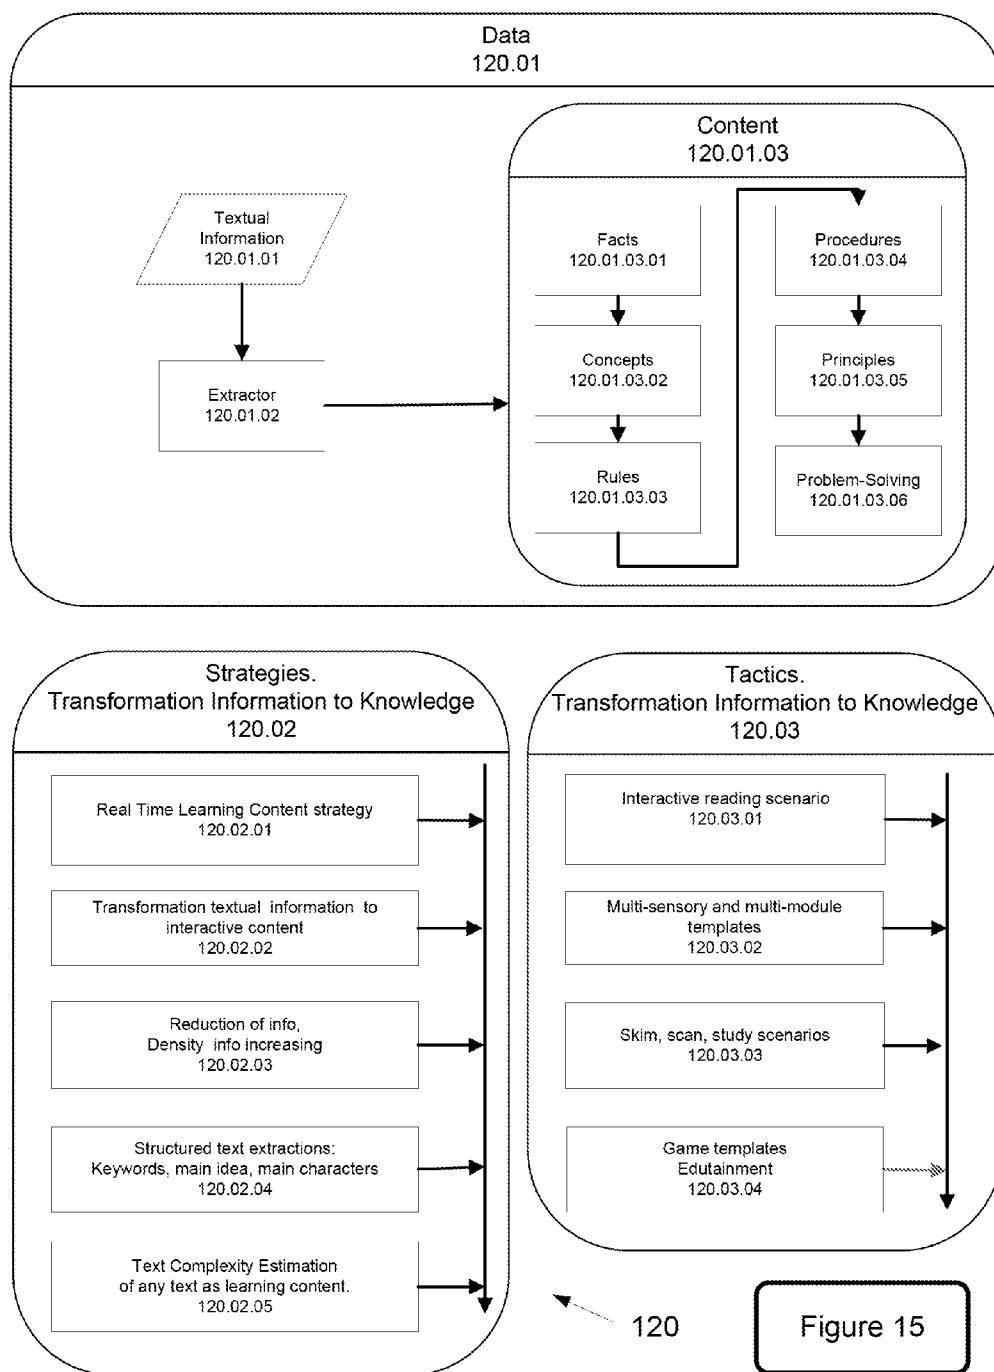 Data
120.01
Textual
Information
120.01.01
Extractor
120.01.02
Content
120.01.03
Facts
120.01.03.01
Concepts
120.01.03.02
Rules
120.01.03.03
Procedures
120.01.03.04
Principles
120.01.03.05
Problem-Solving
120.01.03.06
Strategies.
Transformation Information to Knowledge
120.02
Real Time Learning Content strategy
120.02.01
Transformation textual information to
interactive content
120.02.02
Reduction of info,
Density info increasing
120.02.03
Structured text extractions:
Keywords, main idea, main characters
120.02.04
Text Complexity Estimation
of any text as learning content.
120.02.05
Tactics.
Transformation Information to Knowledge
120.03
Interactive reading scenario
120.03.01
Multi-sensory and multi-module
templates
120.03.02
Skim, scan, study scenarios
120.03.03
Game templates
Edutainment
120.03.04
120
Figure 15